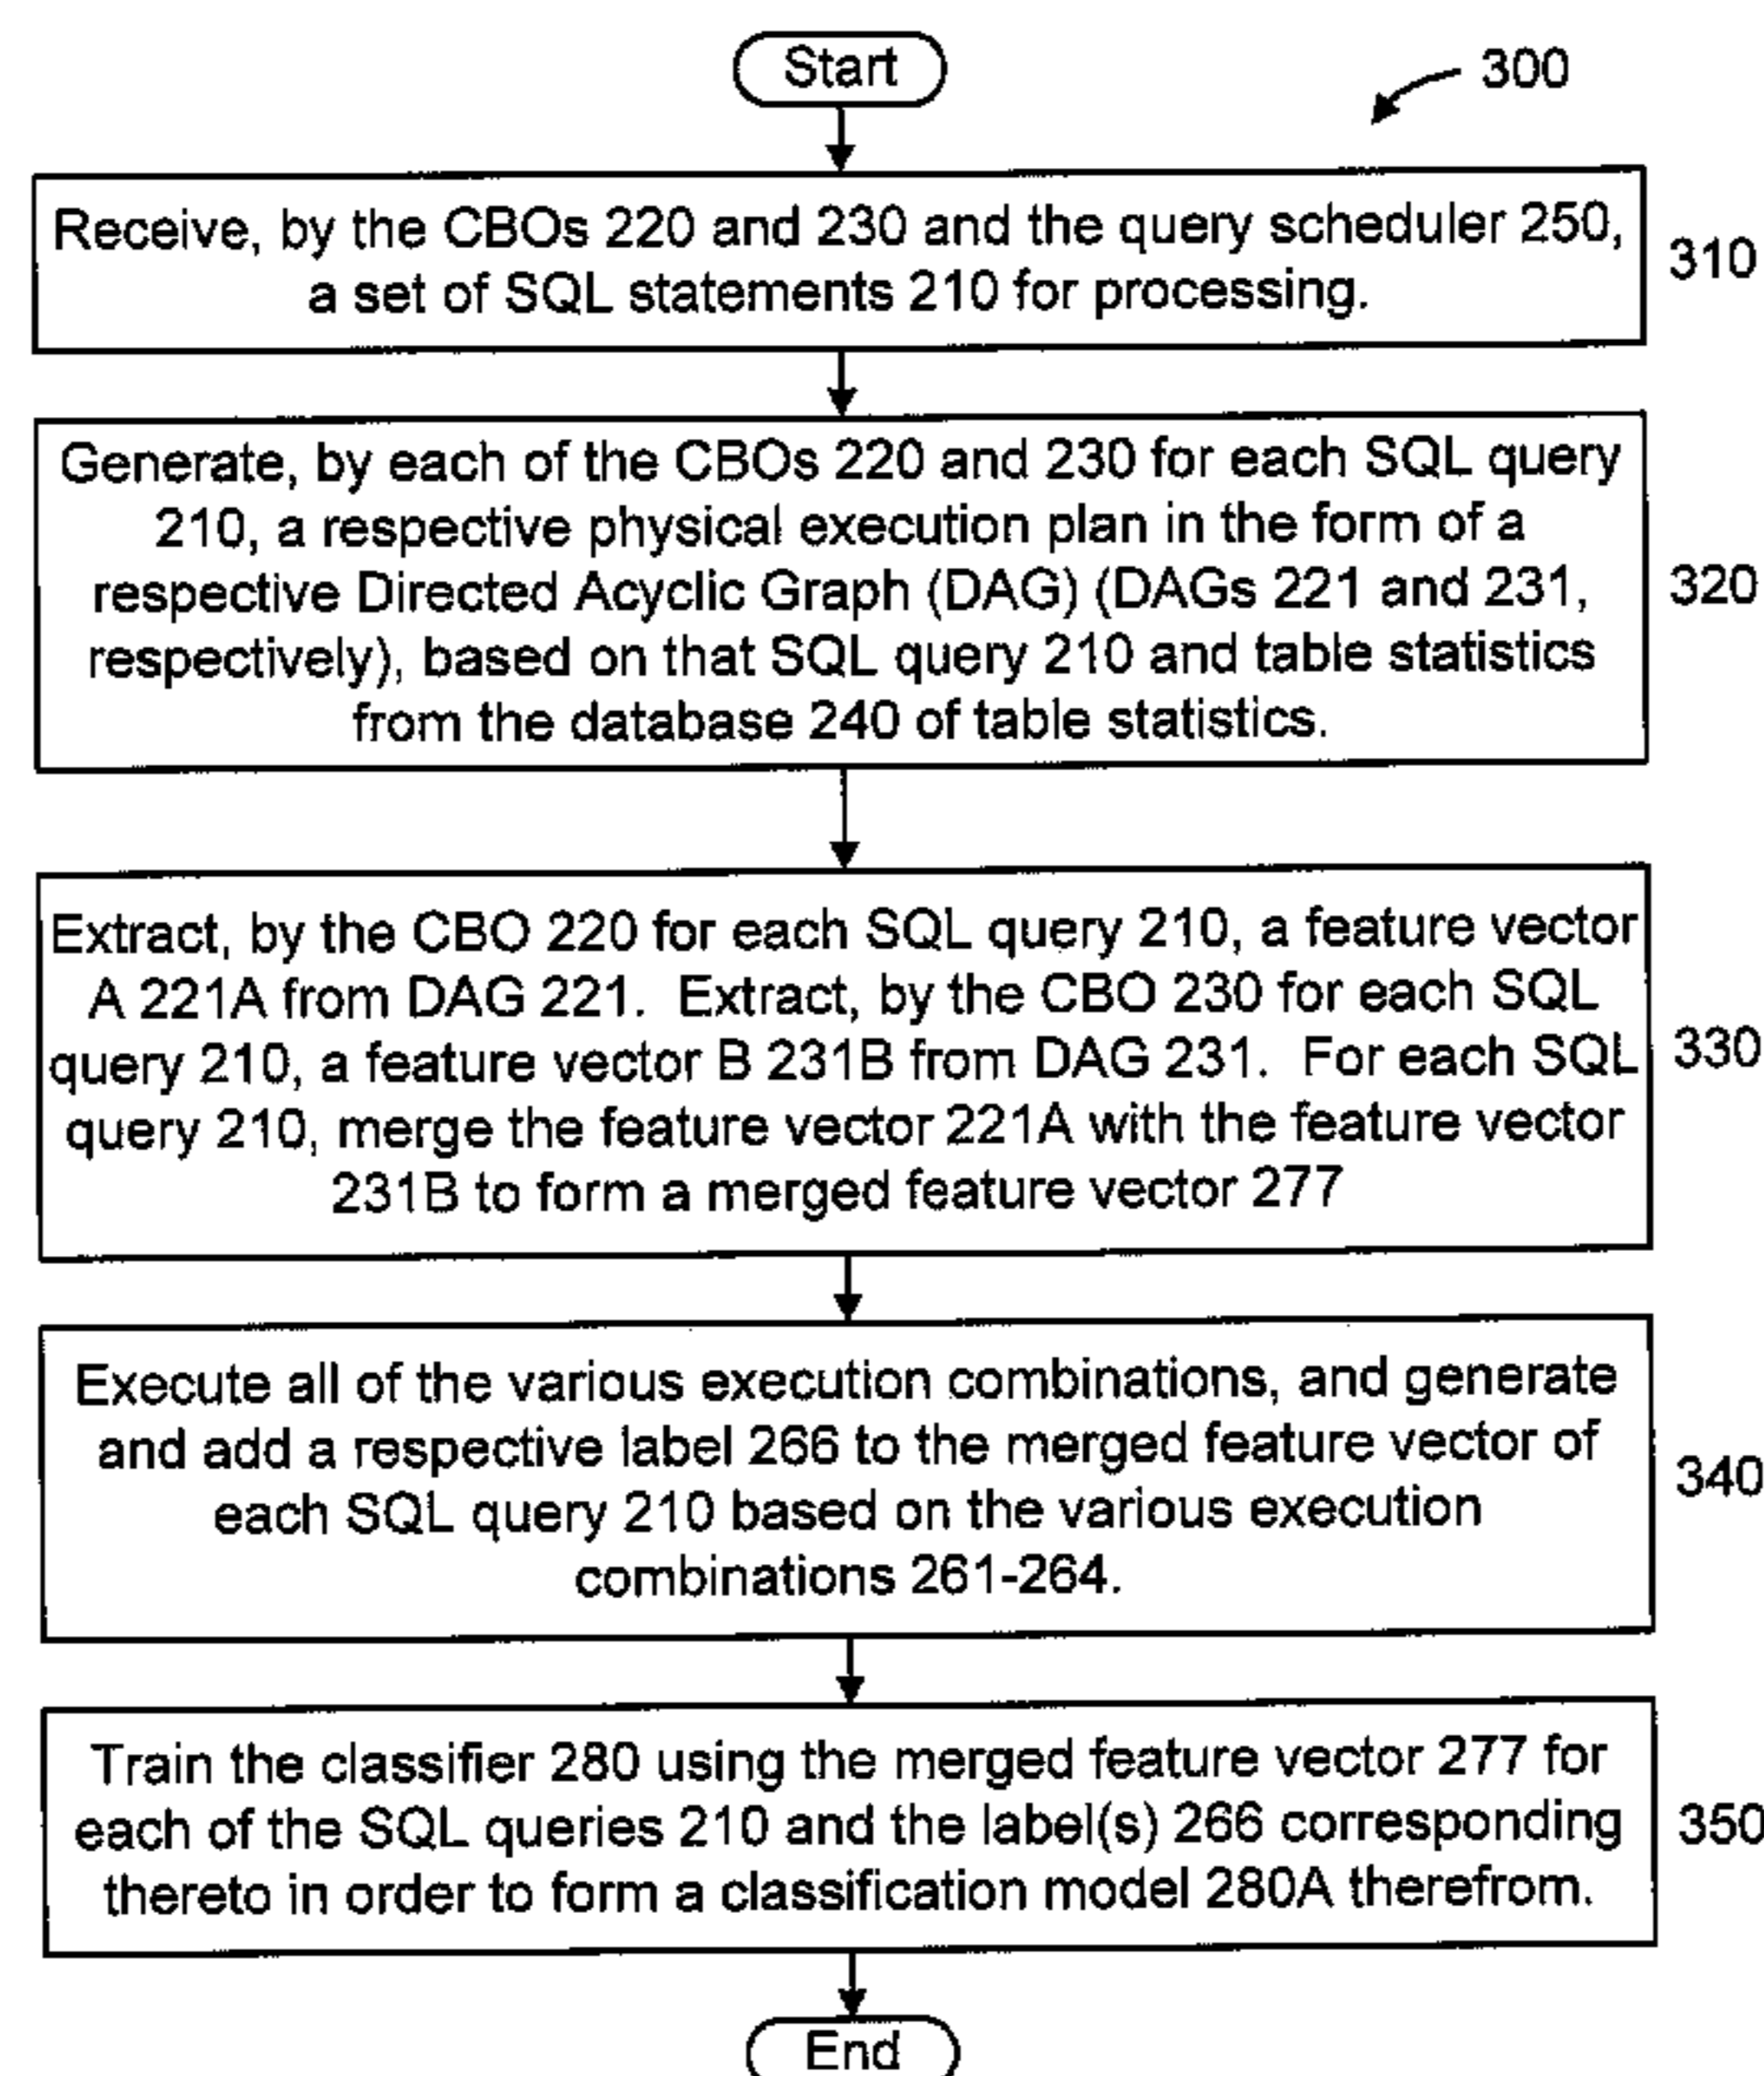 Start
300
Receive, by the CBOs 220 and 230 and the query scheduler 250,
a set of SQL statements 210 for processing.
310
Generate, by each of the CBOs 220 and 230 for each SQL query
210, a respective physical execution plan in the form of a
respective Directed Acyclic Graph (DAG) (DAGs 221 and 231,
respectively), based on that SQL query 210 and table statistics
from the database 240 of table statistics.
320
Extract, by the CBO 220 for each SQL query 210, a feature vector
A 221A from DAG 221. Extract, by the CBO 230 for each SQL
query 210, a feature vector B 231B from DAG 231. For each SQL
query 210, merge the feature vector 221A with the feature vector
231B to form a merged feature vector 277
330
Execute all of the various execution combinations, and generate
and add a respective label 266 to the merged feature vector of
each SQL query 210 based on the various execution
combinations 261-264.
340
Train the classifier 280 using the merged feature vector 277 for
each of the SQL queries 210 and the label(s) 266 corresponding
thereto in order to form a classification model 280A therefrom.
350
End